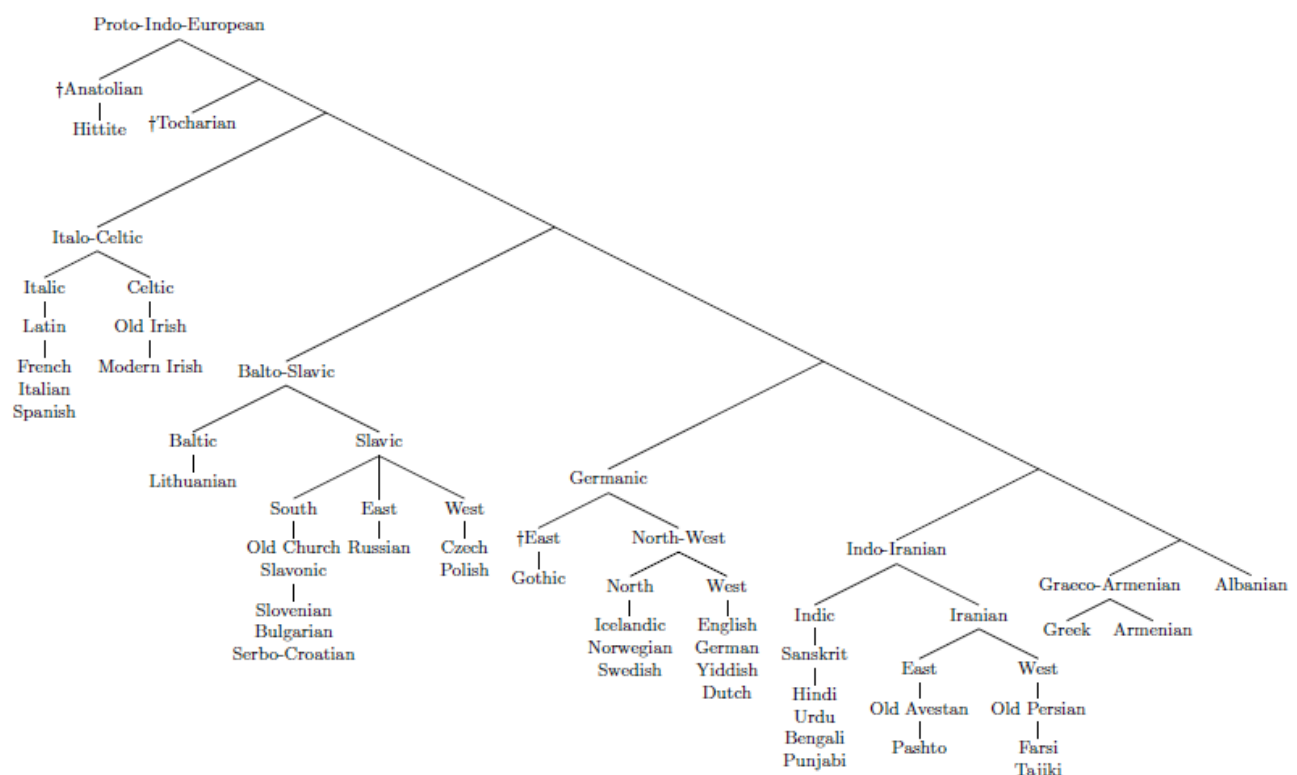 Proto-Indo-European
†Anatolian
Hittite
†Tocharian
Italo-Celtic
Italic
Celtic
Latin
Old Irish
French
Italian
Spanish
Modern Irish
Balto-Slavic
Baltic
Slavic
Lithuanian
South
East
West
Old Church
Slavonic
Russian
Czech
Polish
Slovenian
Bulgarian
Serbo-Croatian
Germanic
†East
North-West
Gothic
North
West
Icelandic
Norwegian
Swedish
English
German
Yiddish
Dutch
Indo-Iranian
Indic
Iranian
Sanskrit
Hindi
Urdu
Bengali
Punjabi
East
West
Old Avestan
Old Persian
Pashto
Farsi
Tajiki
Graeco-Armenian
Albanian
Greek
Armenian